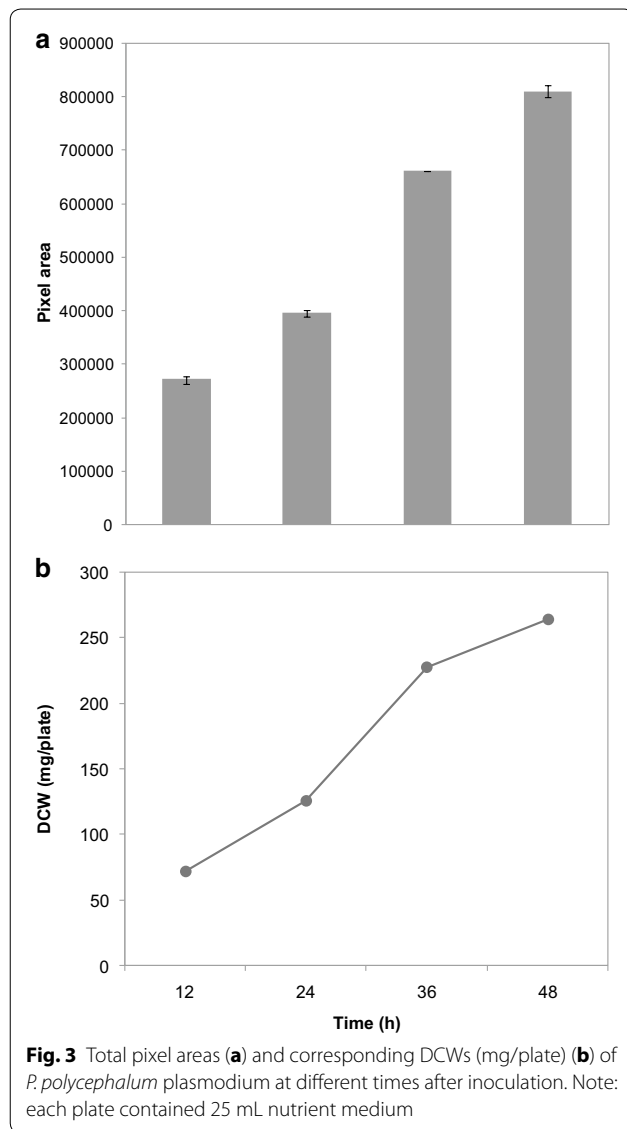 a
900000
800000
700000
600000
500000
400000
300000
200000
100000
0
Pixel area
b
300
250
200
150
100
50
0
DCW (mg/plate)
12 24 36 48
Time (h)
Fig. 3 Total pixel areas (a) and corresponding DCWs (mg/plate) (b) of
P. polycephalum plasmodium at different times after inoculation. Note:
each plate contained 25 mL nutrient medium